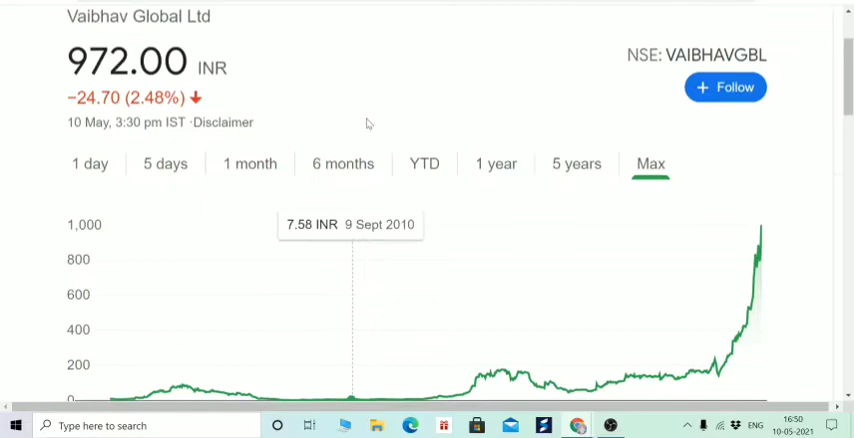 Vaibhav Global Ltd
972.00 INR
NSE: VAIBHAVGBL
−24.70 (2.48%)
+ Follow
10 May, 3:30 pm IST ·Disclaimer
1 day 5 days 1 month 6 months YTD 1 year 5 years Max
7.58 INR 9 Sept 2010
1,000
800
600
400
200
0
Type here to search
ENG
16:50
10-05-2021